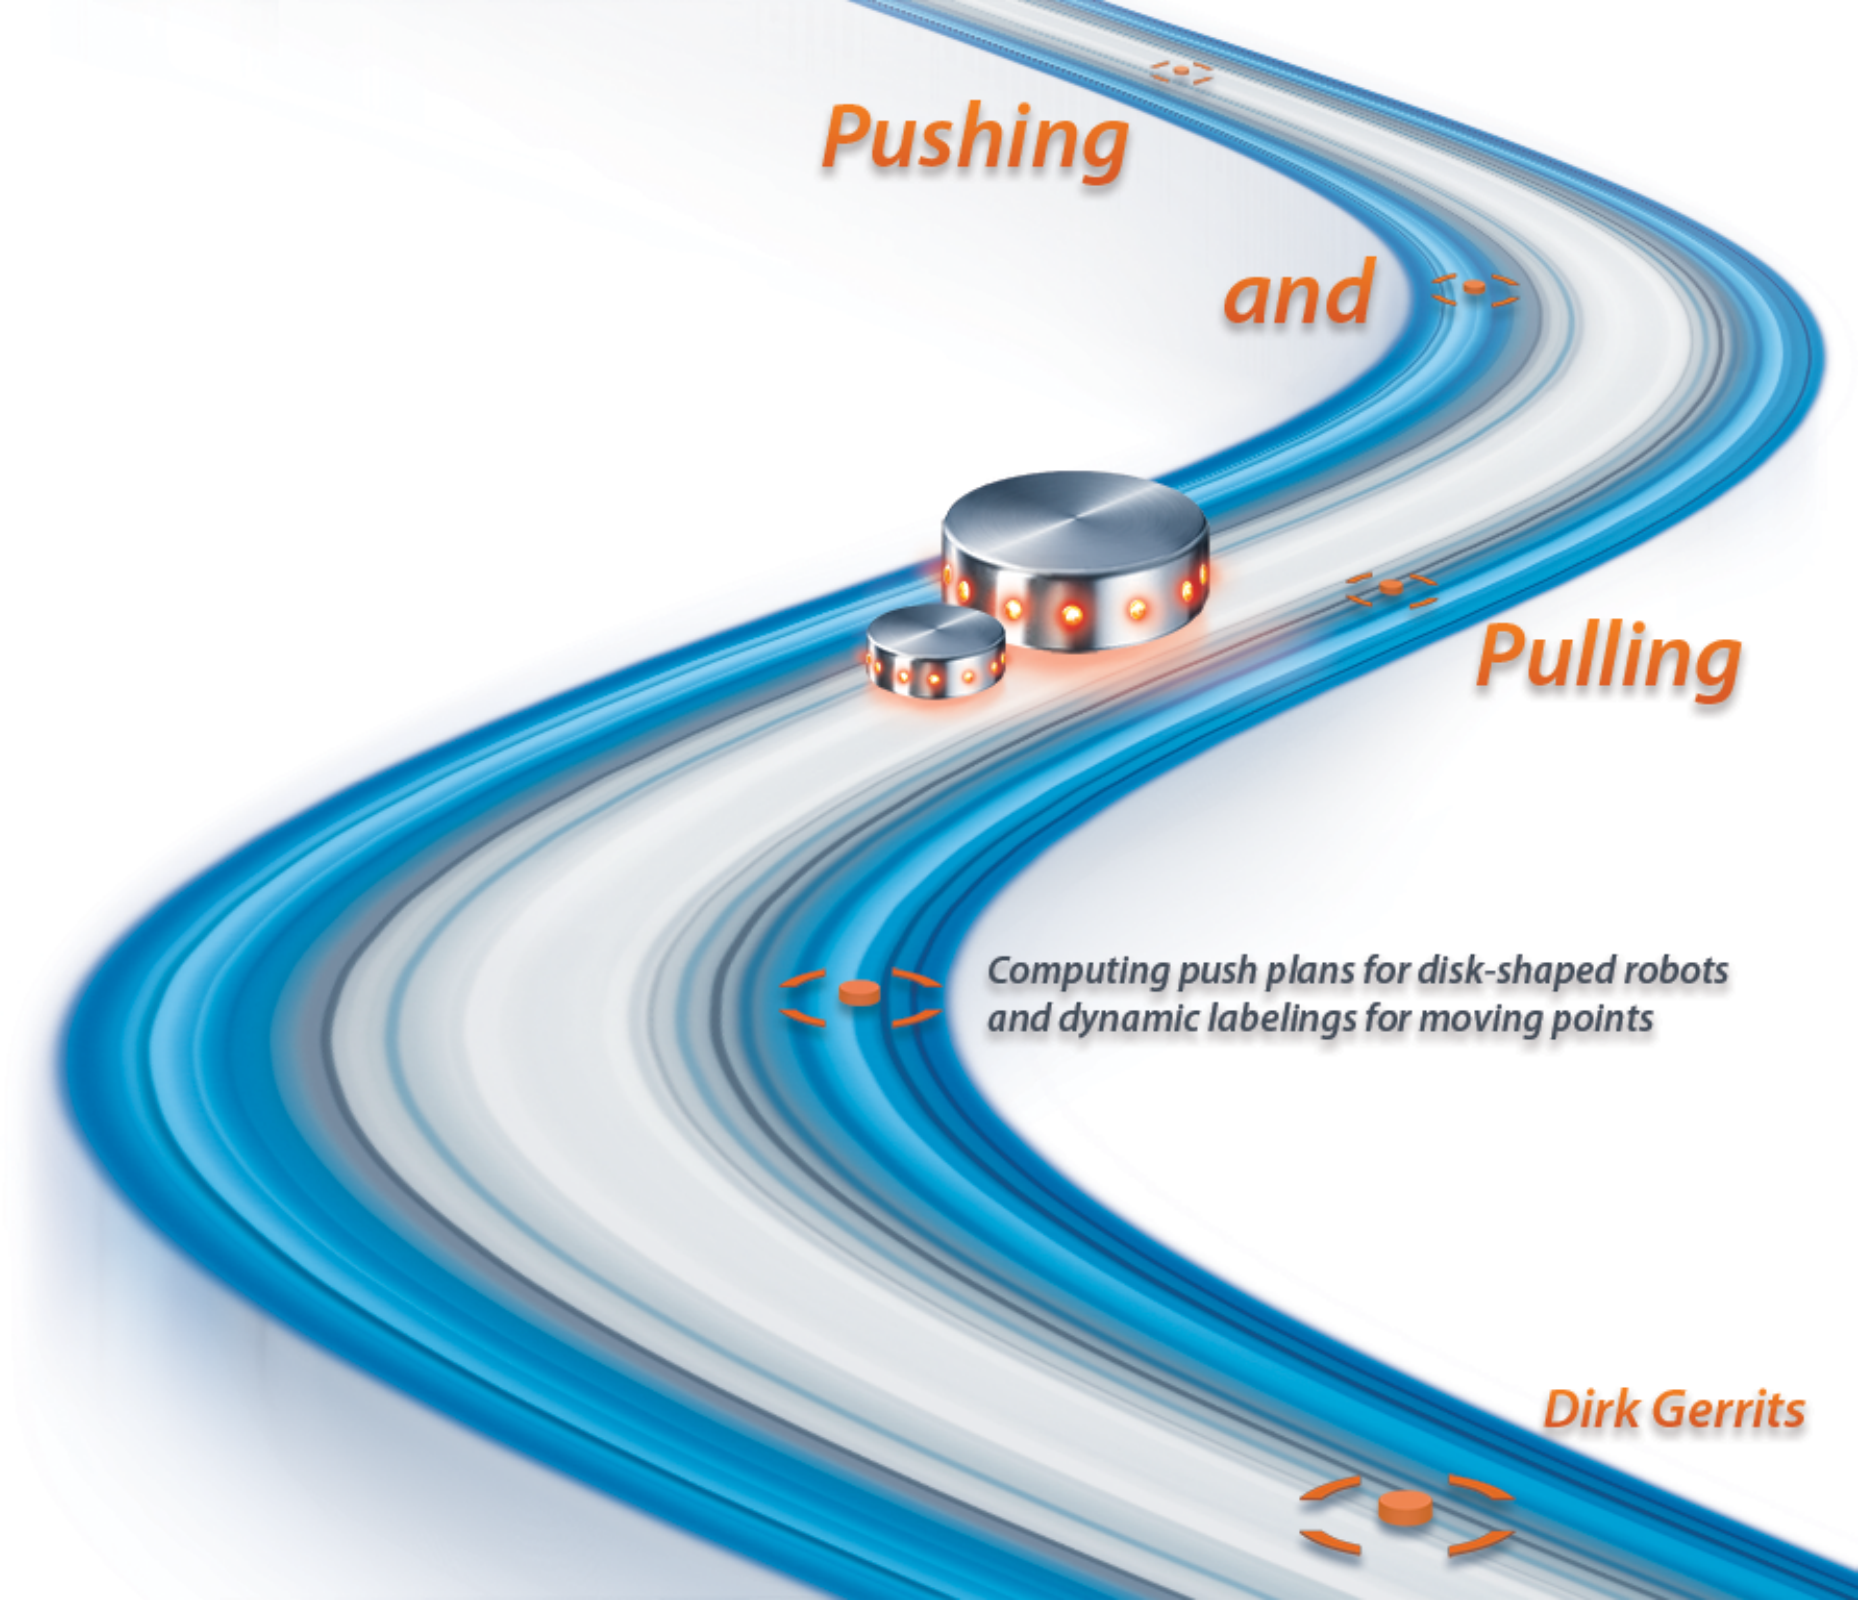 Pushing
and
Pulling
Computing push plans for disk-shaped robots
and dynamic labelings for moving points
Dirk Gerrits